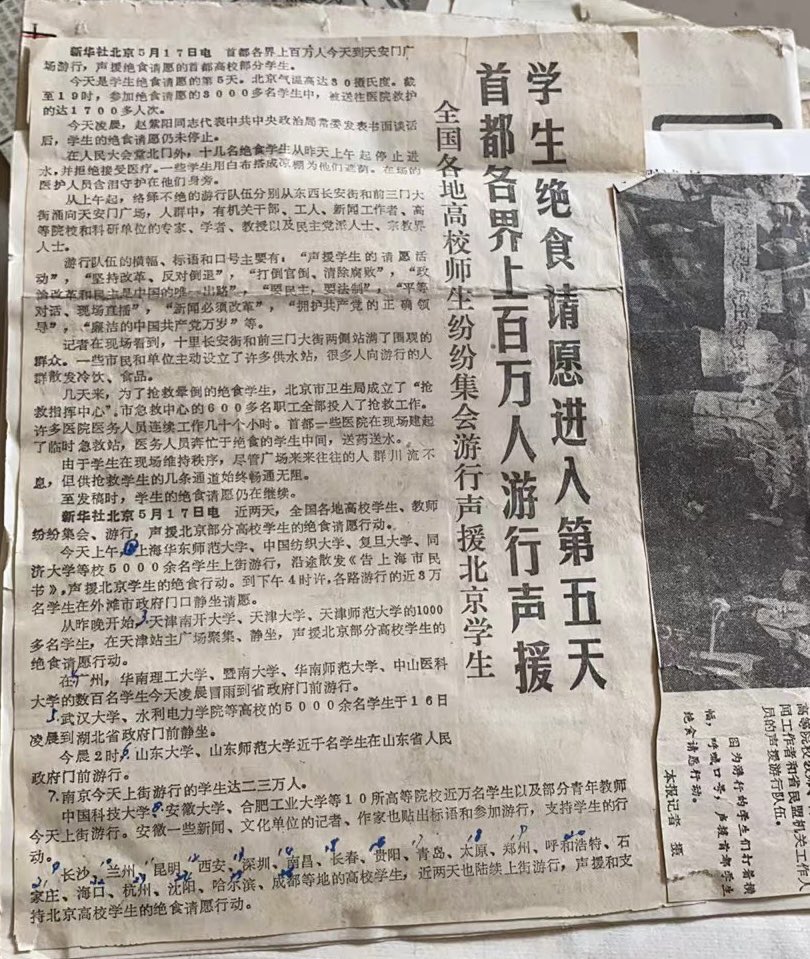 学生绝食请愿进入第五天
首都各界上百万人游行声援
全国各地高校师生纷纷集会游行声援北京学生
新华社北京5月17日电 首都各界上百万人今天到天安门广
场游行，声援绝食请愿的首都高校部分学生。
今天是学生绝食请愿的第5天。北京气温高达30摄氏度。截
至19时，参加绝食的3000多名学生中，被送往医院救护
的达1700多人次。
今天凌晨，赵紫阳同志代表中共中央政治局常委发表书面谈话
后，学生的绝食请愿仍未停止。
在人民大会堂北门外，十几名绝食学生从昨天上午起停止进
水，并拒绝接受医疗。一些学生用白布搭成凉棚为他们遮荫。在场的
医护人员含泪守护在他们身旁。
从上午起，络绎不绝的游行队伍分别从东西长安街和前三门大
街涌向天安门广场，人群中，有机关干部、工人、新闻工作者、高
等院校和科研单位的专家、学者、教授以及民主党派人士、宗教界
人士。
游行队伍的横幅、标语和口号主要有：“声援学生的请愿活
动”，“坚持改革、反对倒退”，“打倒官倒、清除腐败”，“政
治改革和民主是中国的唯一出路”，“要民主，要法制”，“平等
对话、现场直播”，“新闻必须改革”，“拥护共产党的正确领
导”，“廉洁的中国共产党万岁”等。
记者在现场看到，十里长安街和前三门大街两侧站满了围观的
群众。一些市民和单位主动设立了许多供水站，很多人向游行的人
群散发冷饮、食品。
几天来，为了抢救晕倒的绝食学生，北京市卫生局成立了“抢
救指挥中心”。市急救中心的600多名职工全部投入了抢救工作。
许多医院医务人员连续工作几十个小时。首都一些医院在现场建起
了临时急救站，医务人员奔忙于绝食的学生中间，送药送水。
由于学生在现场维持秩序，尽管广场来来往往的人群川流不
息，但供抢救学生的几条通道始终畅通无阻。
至发稿时，学生的绝食请愿仍在继续。
新华社北京5月17日电 近两天，全国各地高校学生、教师
纷纷集会、游行，声援北京部分高校学生的绝食请愿行动。
今天上午，上海华东师范大学、中国纺织大学、复旦大学、同
济大学等校5000余名学生上街游行，沿途散发《告上海市民
书》，声援北京学生的绝食行动。到下午4时许，各路游行的近3万
名学生在外滩市政府门口静坐请愿。
从昨晚开始，天津南开大学、天津大学、天津师范大学的1000
多名学生，在天津站主广场聚集、静坐，声援北京部分高校学生的
绝食请愿行动。
在广州，华南理工大学、暨南大学、华南师范大学、中山医科
大学的数百名学生今天凌晨冒雨到省政府门前游行。
5.武汉大学、水利电力学院等高校的5000余名学生于16日
凌晨到湖北省政府门前静坐。
今晨2时，山东大学、山东师范大学近千名学生在山东省人民
政府门前游行。
7.南京今天上街游行的学生达二三万人。
中国科技大学、安徽大学、合肥工业大学等10所高等院校近万名学生以及部分青年教师
今天上街游行。安徽一些新闻、文化单位的记者、作家也贴出标语和参加游行，支持学生的行
动。
长沙、兰州、昆明、西安、深圳、南昌、长春、贵阳、青岛、太原、郑州、呼和浩特、石
家庄、海口、杭州、沈阳、哈尔滨、成都等地的高校学生，近两天也陆续上街游行，声援和支
持北京高校学生的绝食请愿行动。
工作者和省民盟机关工作人
员的声援游行队伍。
因为游行的学生们打着横
幅，呼喊口号，声援首都学生
绝食请愿行动。
本报记者 摄